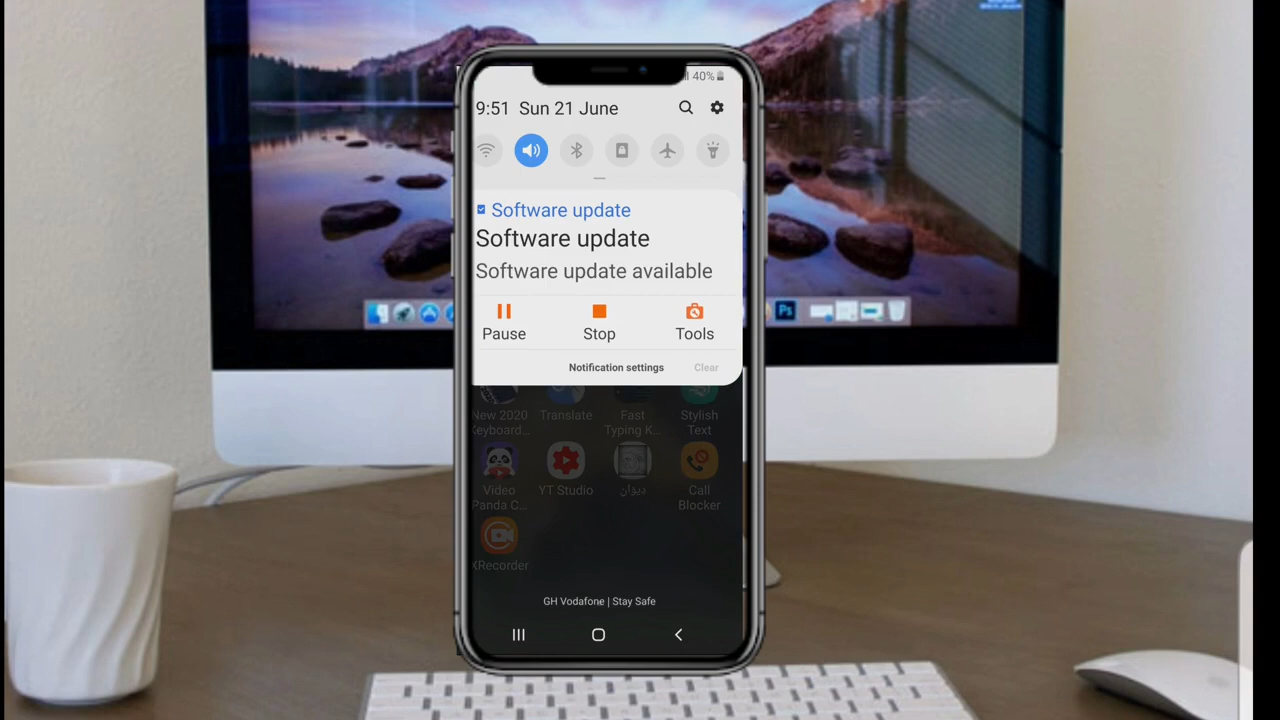 40%
9:51 Sun 21 June
Software update
Software update
Software update available
Pause Stop Tools
Notification settings Clear
New 2020 Translate Fast Stylish
Keyboard... Typing K... Text
Video YT Studio ديوان Call
Panda C... Blocker
XRecorder
GH Vodafone | Stay Safe
Ps